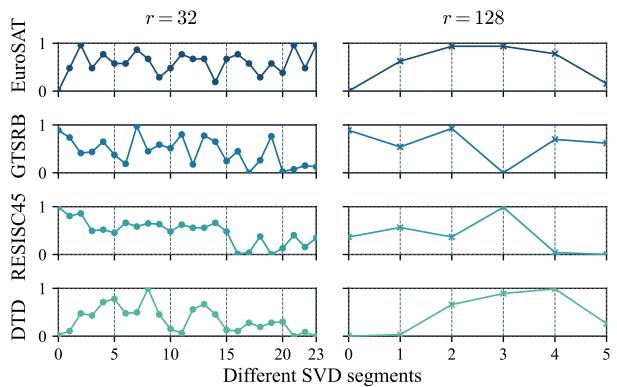 r = 32
r = 128
EuroSAT
1
0
GTSRB
1
0
RESISC45
1
0
DTD
1
0
0 5 10 15 20 23
0 1 2 3 4 5
Different SVD segments